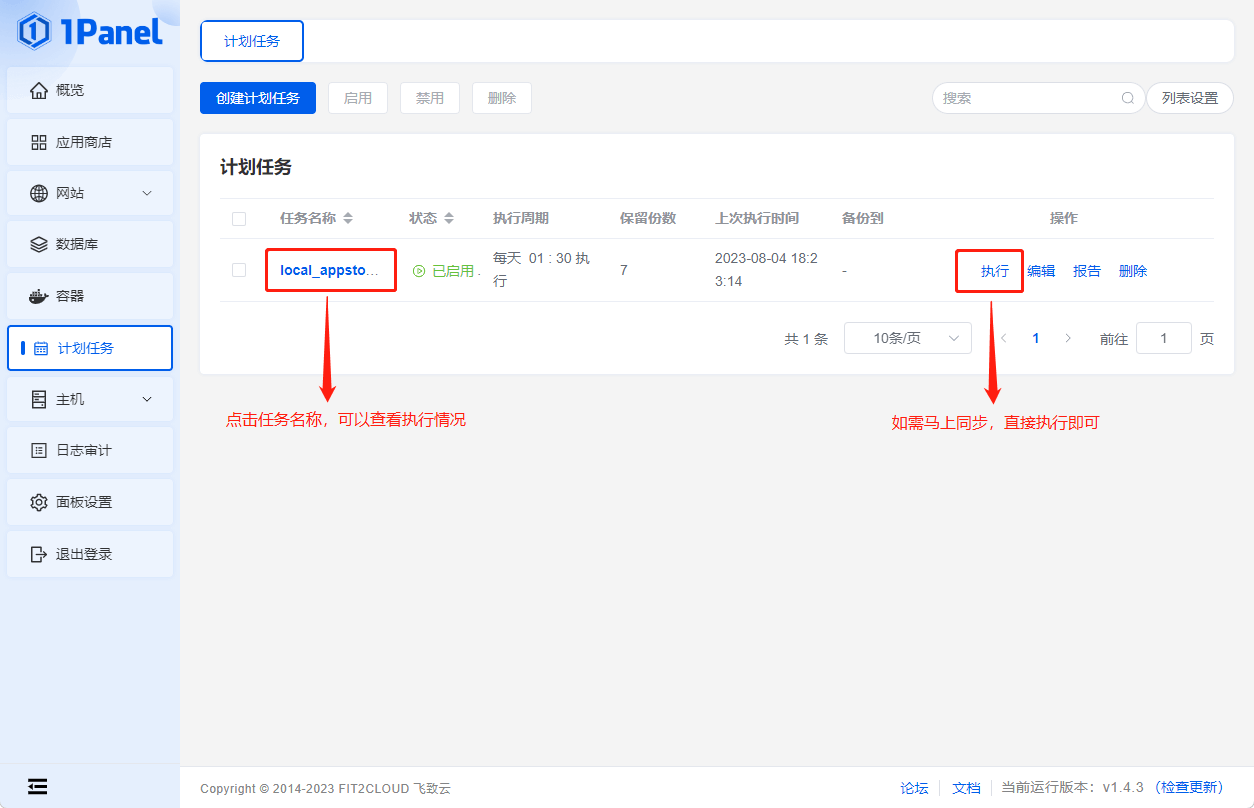 1Panel
计划任务
概览
创建计划任务 启用 禁用 删除 搜索 列表设置
应用商店
计划任务
网站
任务名称 状态 执行周期 保留份数 上次执行时间 备份到 操作
数据库
local_appsto... 已启用 . 每天 01 : 30 执行 7 2023-08-04 18:23:14 - 执行 编辑 报告 删除
容器
共 1 条 10条/页 1 前往 1 页
计划任务
主机
点击任务名称，可以查看执行情况 如需马上同步，直接执行即可
日志审计
面板设置
退出登录
Copyright © 2014-2023 FIT2CLOUD 飞致云 论坛 文档 当前运行版本：v1.4.3 （检查更新）